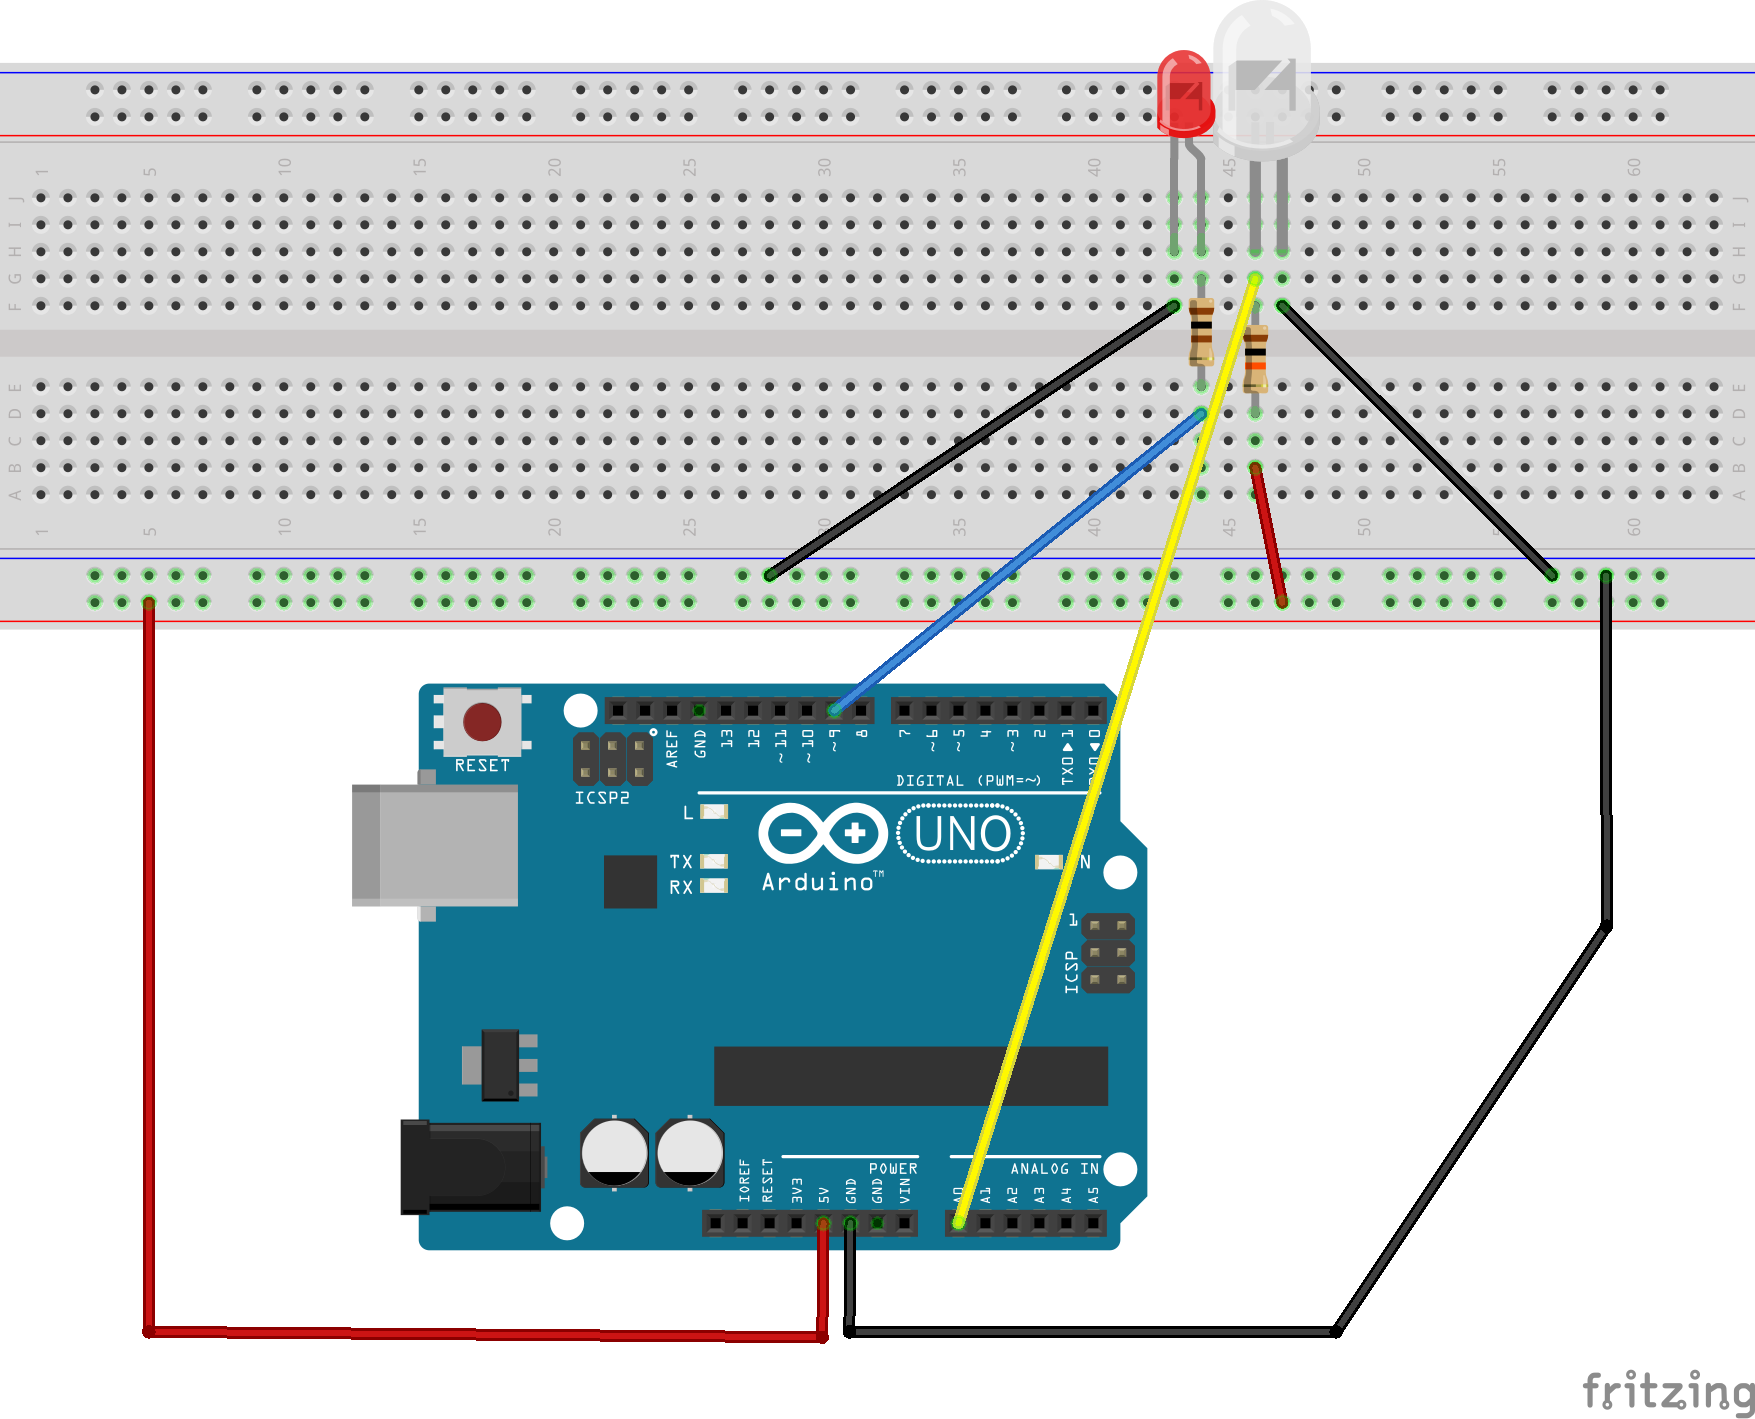 1 5 10 15 20 25 30 35 40 45 50 55 60
J J
I I
H H
G G
F F
E E
D D
C C
B B
A A
1 5 10 15 20 25 30 35 40 45 50 55 60
RESET
ICSP2
AREF
GND
13
12
~11
~10
~9
8
7
~6
~5
4
~3
2
TX0▶1
RX0◀0
DIGITAL (PWM=~)
L
TX
RX
UNO
Arduino™
N
1
ICSP
IOREF
RESET
3V3
5V
GND
GND
VIN
POWER
A0
A1
A2
A3
A4
A5
ANALOG IN
fritzing